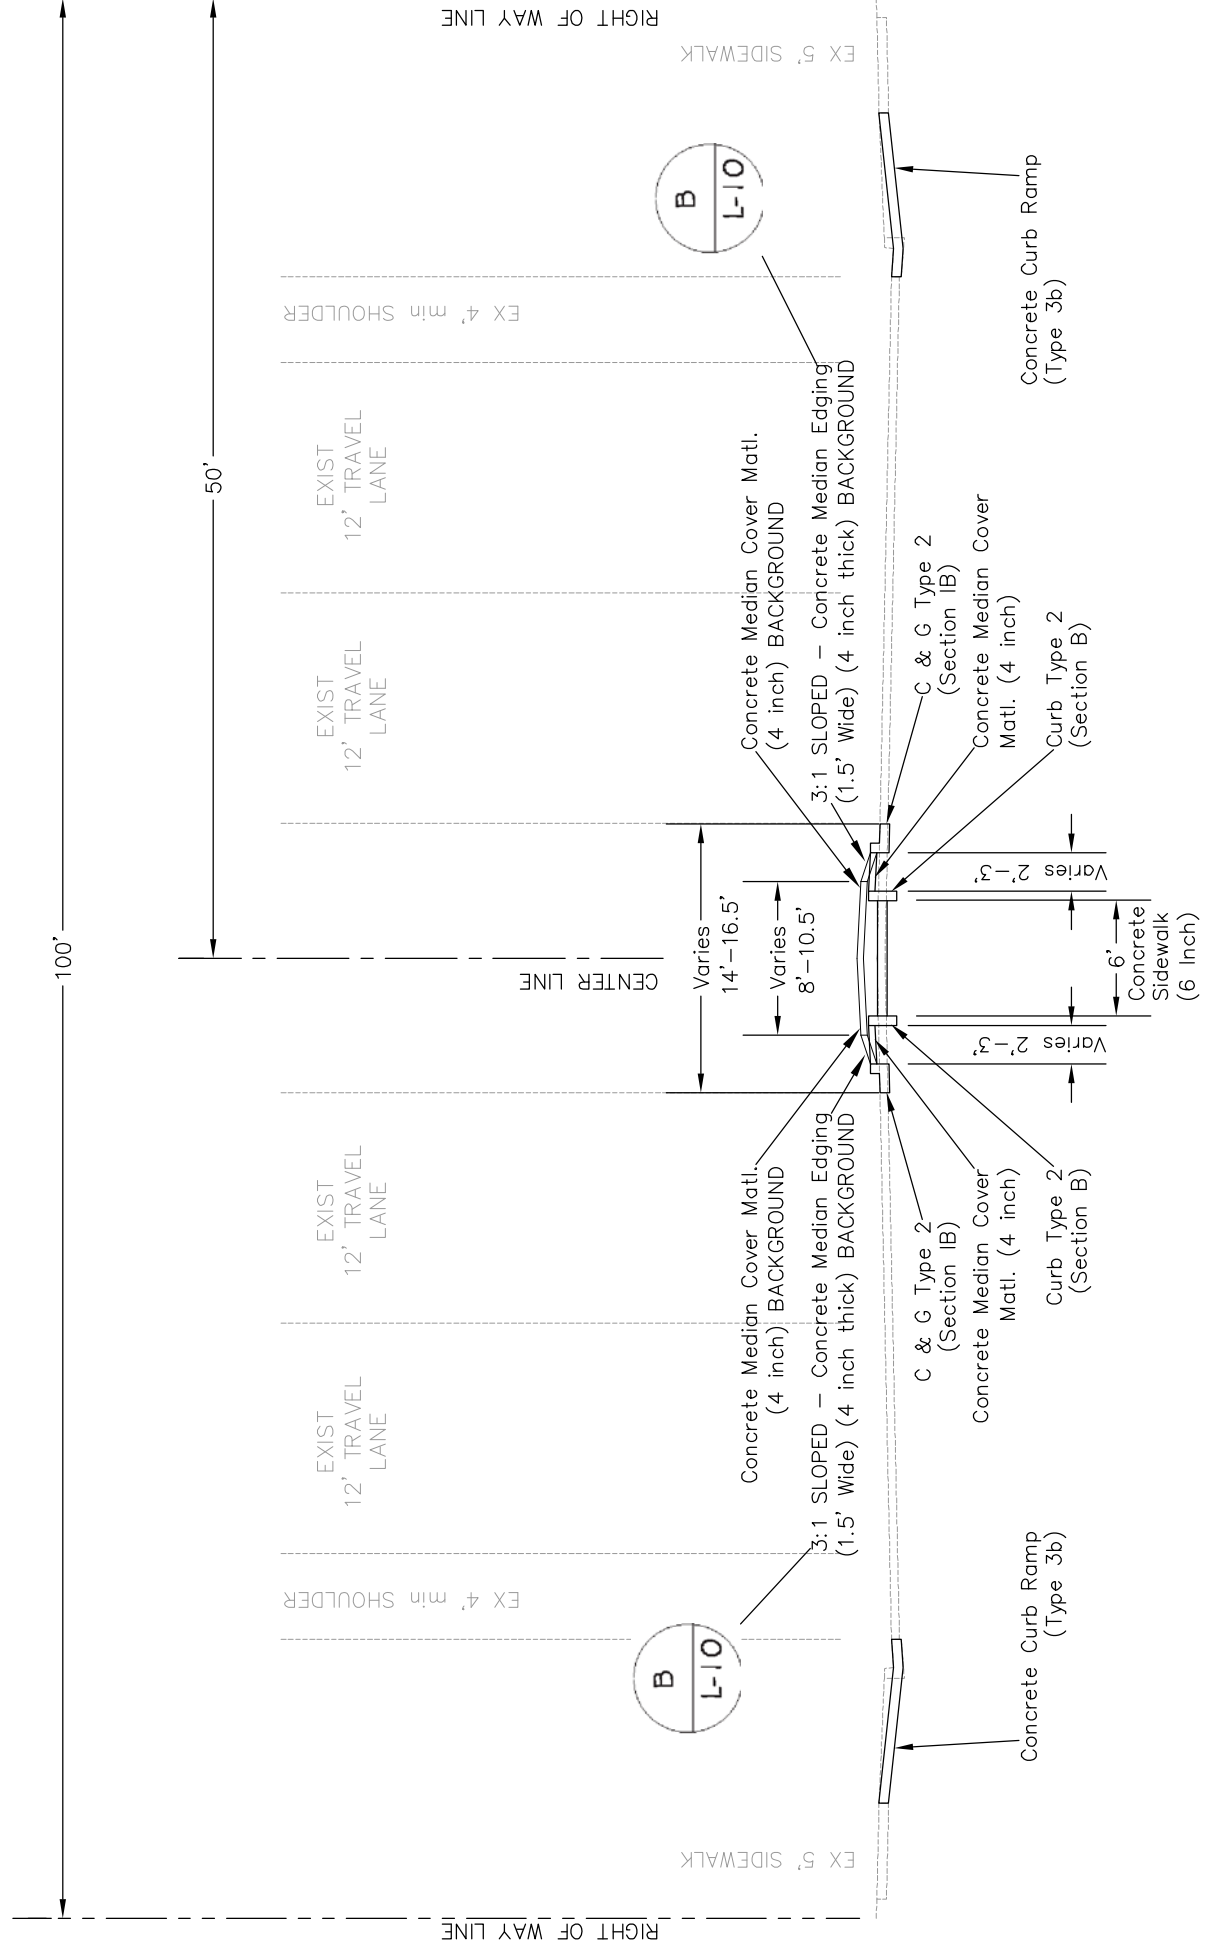 100'
50'
RIGHT OF WAY LINE
CENTER LINE
RIGHT OF WAY LINE
EX 5' SIDEWALK
EX 4' min SHOULDER
EXIST
12' TRAVEL
LANE
EXIST
12' TRAVEL
LANE
EXIST
12' TRAVEL
LANE
EXIST
12' TRAVEL
LANE
EX 4' min SHOULDER
EX 5' SIDEWALK
B
L-10
B
L-10
Varies
14'-16.5'
Varies
8'-10.5'
Concrete Median Cover Matl.
(4 inch) BACKGROUND
3:1 SLOPED - Concrete Median Edging
(1.5' Wide) (4 inch thick) BACKGROUND
C & G Type 2
(Section IB)
Concrete Median Cover
Matl. (4 inch)
Curb Type 2
(Section B)
Concrete Curb Ramp
(Type 3b)
Concrete Median Cover Matl.
(4 inch) BACKGROUND
3:1 SLOPED - Concrete Median Edging
(1.5' Wide) (4 inch thick) BACKGROUND
C & G Type 2
(Section IB)
Concrete Median Cover
Matl. (4 inch)
Curb Type 2
(Section B)
Concrete Curb Ramp
(Type 3b)
Varies 2'-3'
Varies 2'-3'
6'
Concrete
Sidewalk
(6 Inch)